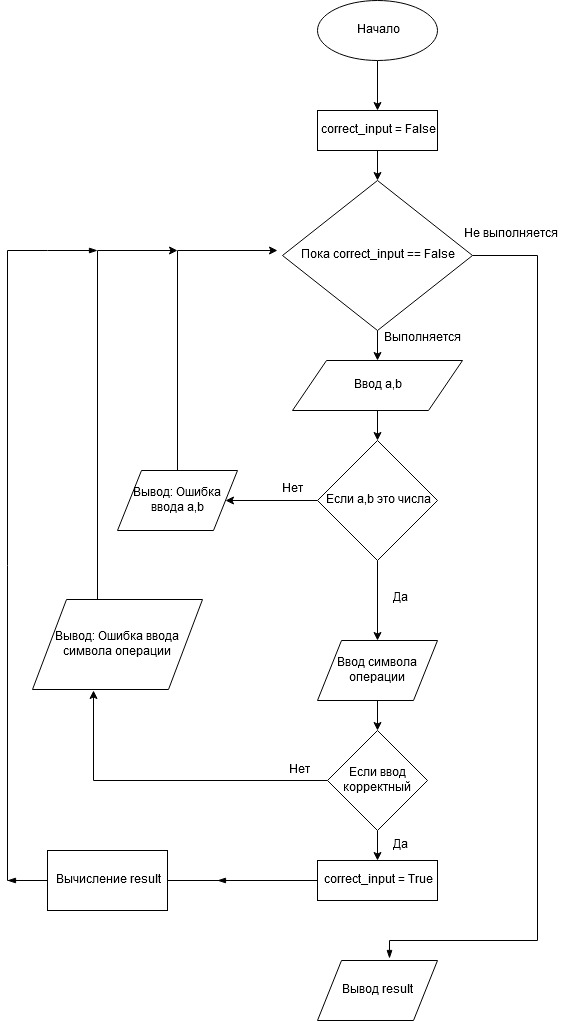 Начало
correct_input = False
Не выполняется
Пока correct_input == False
Выполняется
Ввод a,b
Нет
Если a,b это числа
Вывод: Ошибка
ввода a,b
Да
Вывод: Ошибка ввода
символа операции
Ввод символа
операции
Нет
Если ввод
корректный
Да
Вычисление result
correct_input = True
Вывод result